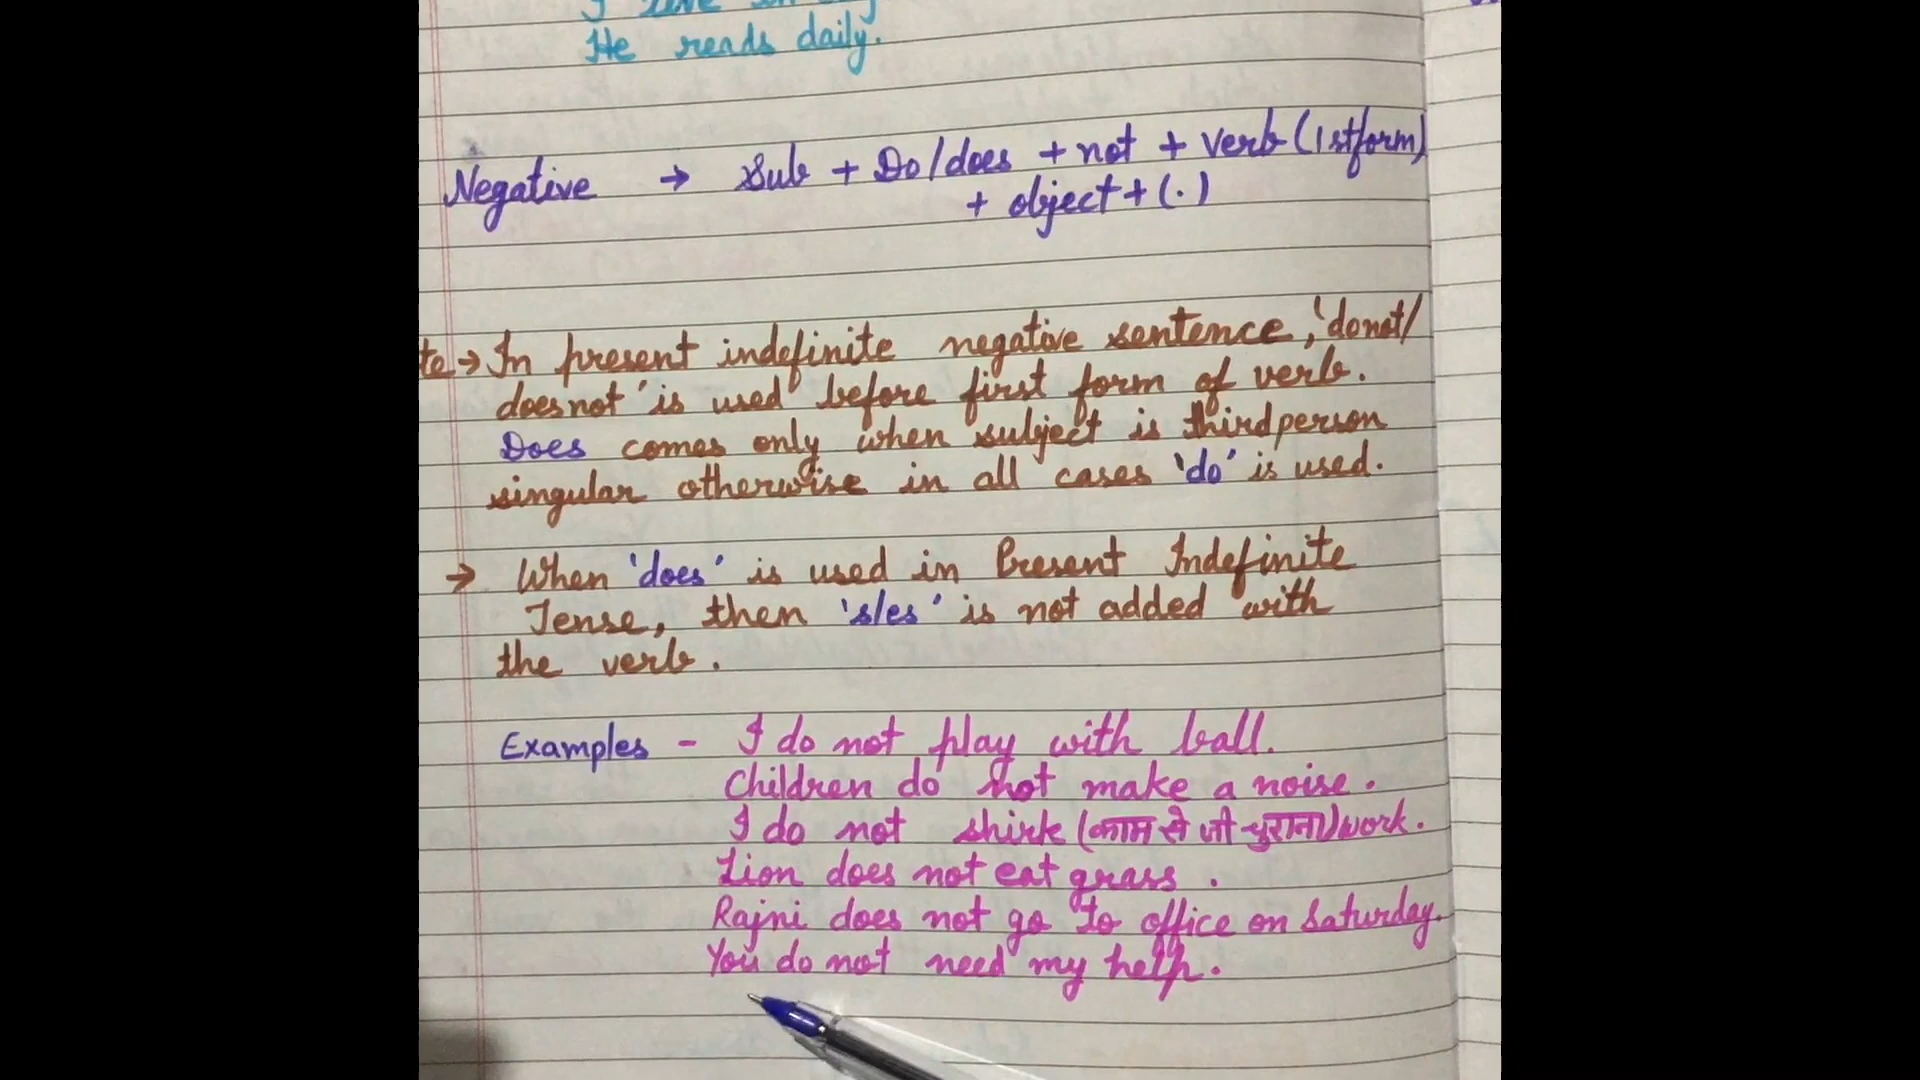 He reads daily.
Negative → Sub + Do/does + not + verb (1st form)
+ object + (.)
te → In present indefinite negative sentence, 'donot/
doesnot' is used before first form of verb.
Does comes only when subject is third person
singular otherwise in all cases 'do' is used.
→ When 'does' is used in Present Indefinite
Tense, then 's/es' is not added with
the verb.
Examples - I do not play with ball.
Children do not make a noise.
I do not shirk (काम से जी चुराना) work.
Lion does not eat grass.
Rajni does not go to office on Saturday.
You do not need my help.